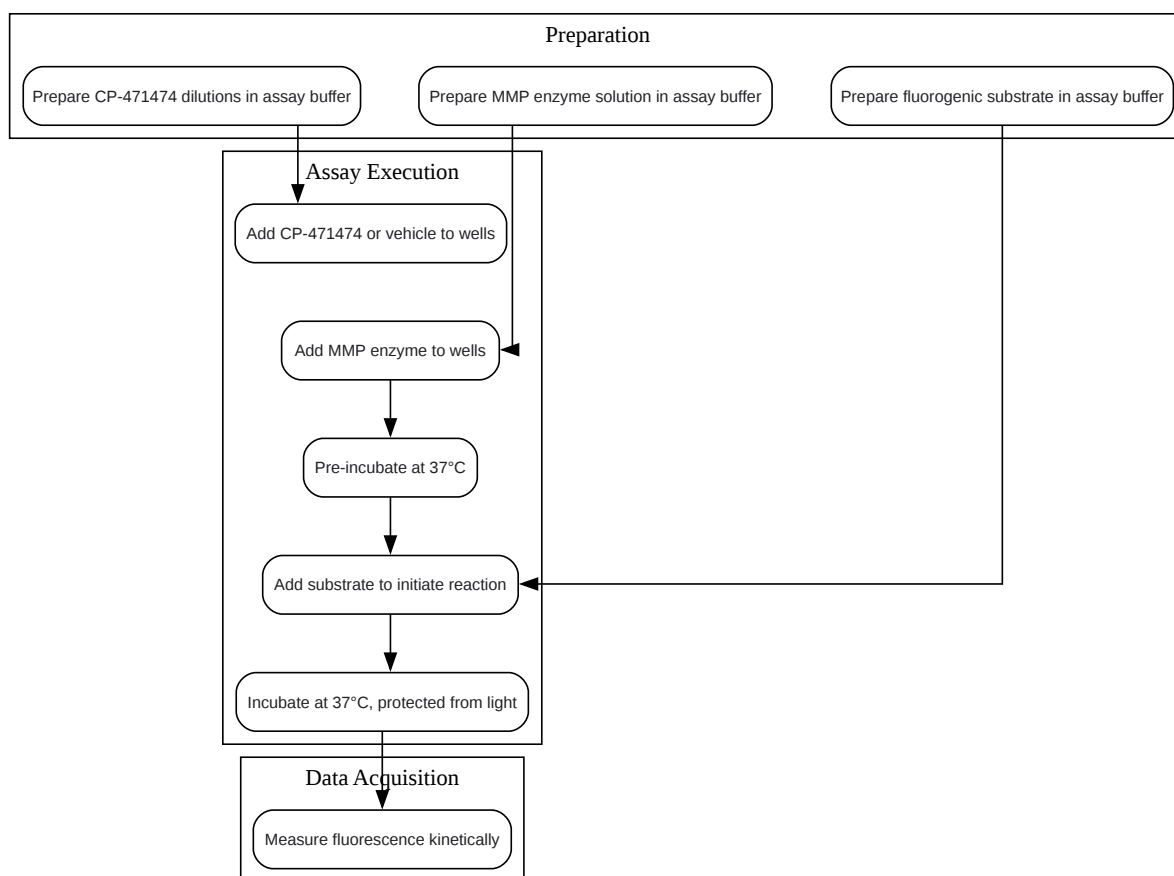 Preparation
Prepare CP-471474 dilutions in assay buffer
Prepare MMP enzyme solution in assay buffer
Prepare fluorogenic substrate in assay buffer
Assay Execution
Add CP-471474 or vehicle to wells
Add MMP enzyme to wells
Pre-incubate at 37°C
Add substrate to initiate reaction
Incubate at 37°C, protected from light
Data Acquisition
Measure fluorescence kinetically